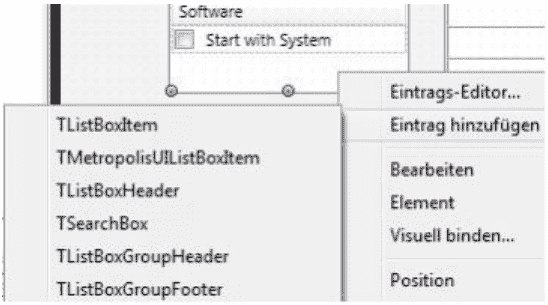 Software
Start with System
Eintrags-Editor...
Eintrag hinzufügen
Bearbeiten
Element
Visuell binden...
Position
TListBoxItem
TMetropolisUIListBoxItem
TListBoxHeader
TSearchBox
TListBoxGroupHeader
TListBoxGroupFooter